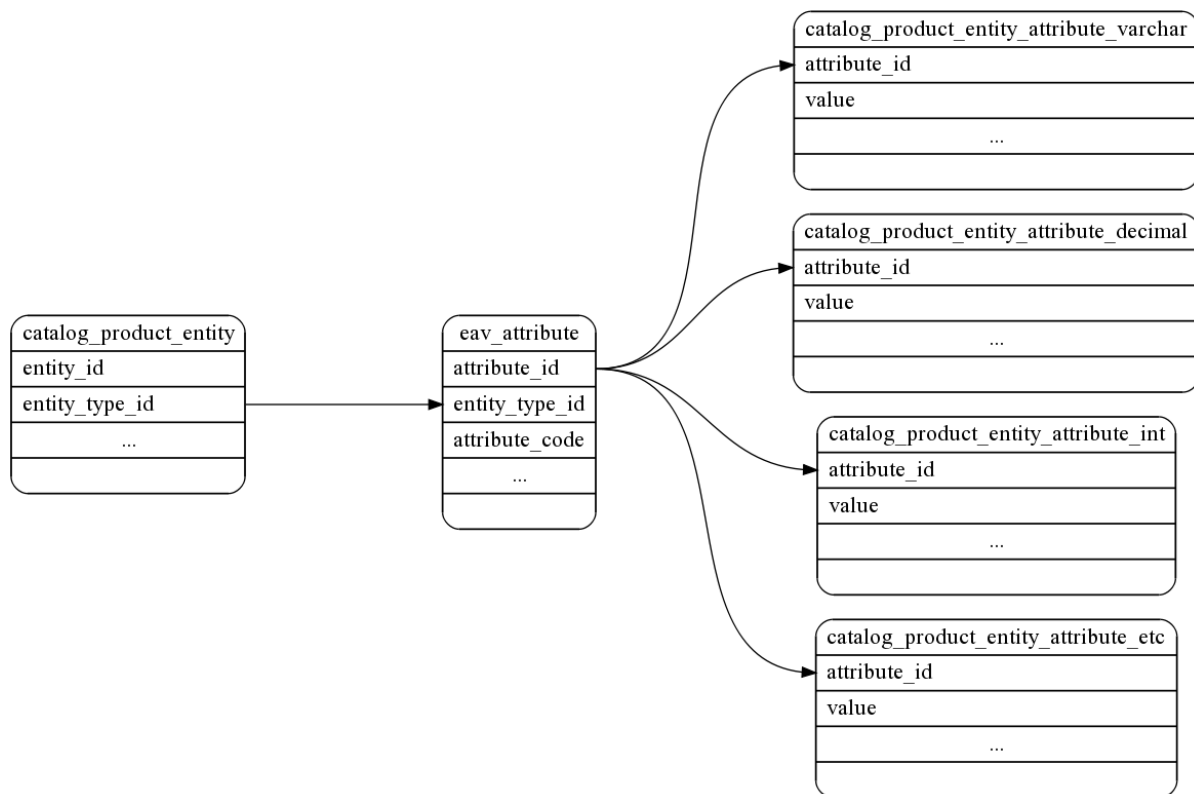 catalog_product_entity
entity_id
entity_type_id
...
eav_attribute
attribute_id
entity_type_id
attribute_code
...
catalog_product_entity_attribute_varchar
attribute_id
value
...
catalog_product_entity_attribute_decimal
attribute_id
value
...
catalog_product_entity_attribute_int
attribute_id
value
...
catalog_product_entity_attribute_etc
attribute_id
value
...